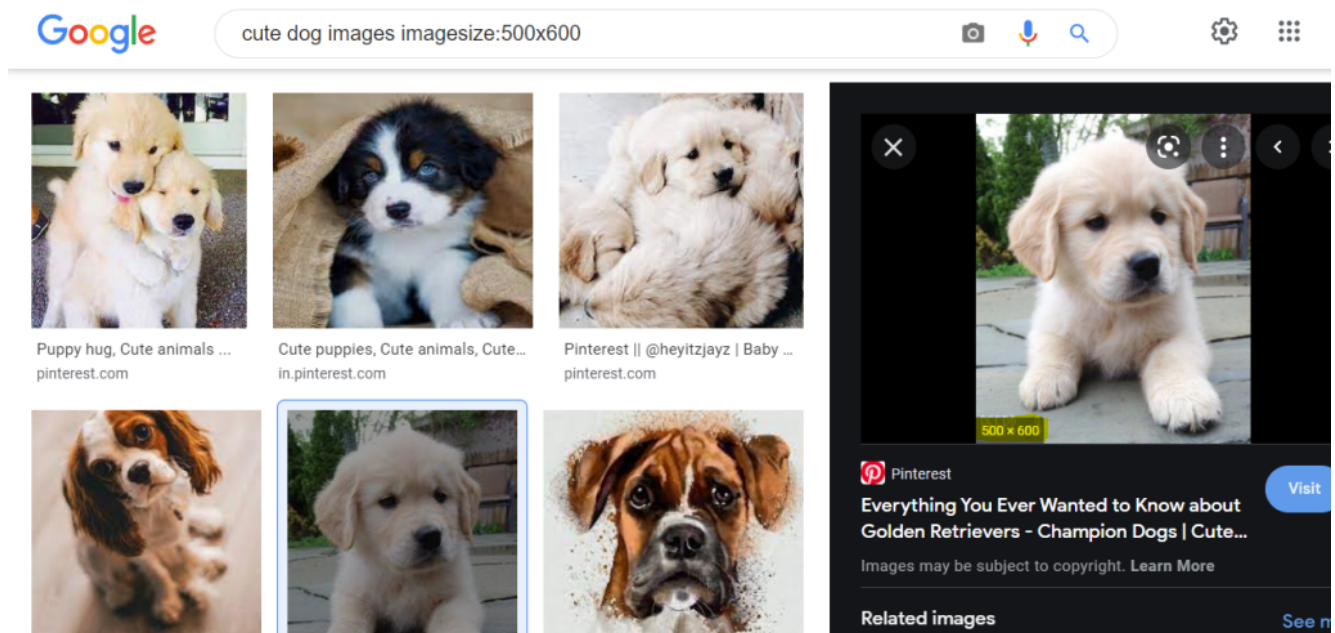 Google
cute dog images imagesize:500x600
Puppy hug, Cute animals ...
pinterest.com
Cute puppies, Cute animals, Cute...
in.pinterest.com
Pinterest || @heyitzjayz | Baby ...
pinterest.com
500 × 600
Pinterest
Visit
Everything You Ever Wanted to Know about
Golden Retrievers - Champion Dogs | Cute...
Images may be subject to copyright. Learn More
Related images
See m